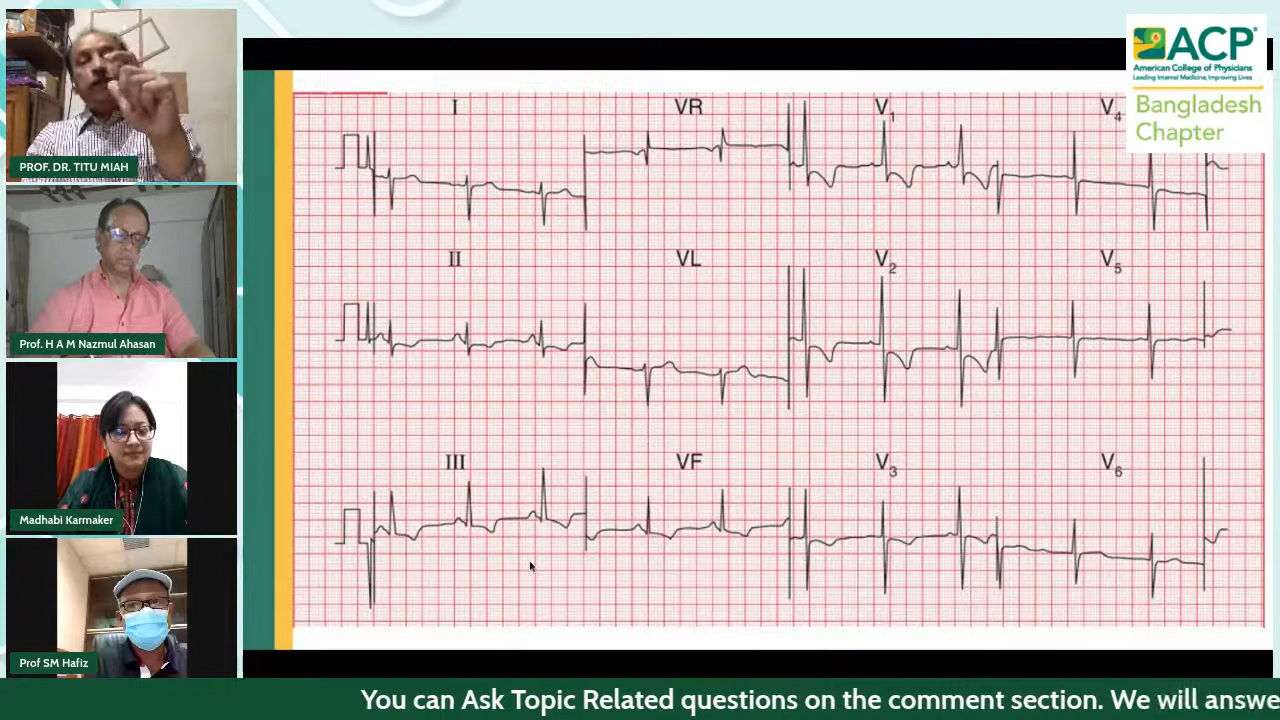 PROF. DR. TITU MIAH
Prof. H A M Nazmul Ahasan
Madhabi Karmaker
Prof SM Hafiz
I
VR
V1
V4
II
VL
V2
V5
III
VF
V3
V6
ACP®
American College of Physicians
Leading Internal Medicine, Improving Lives
Bangladesh
Chapter
You can Ask Topic Related questions on the comment section. We will answe